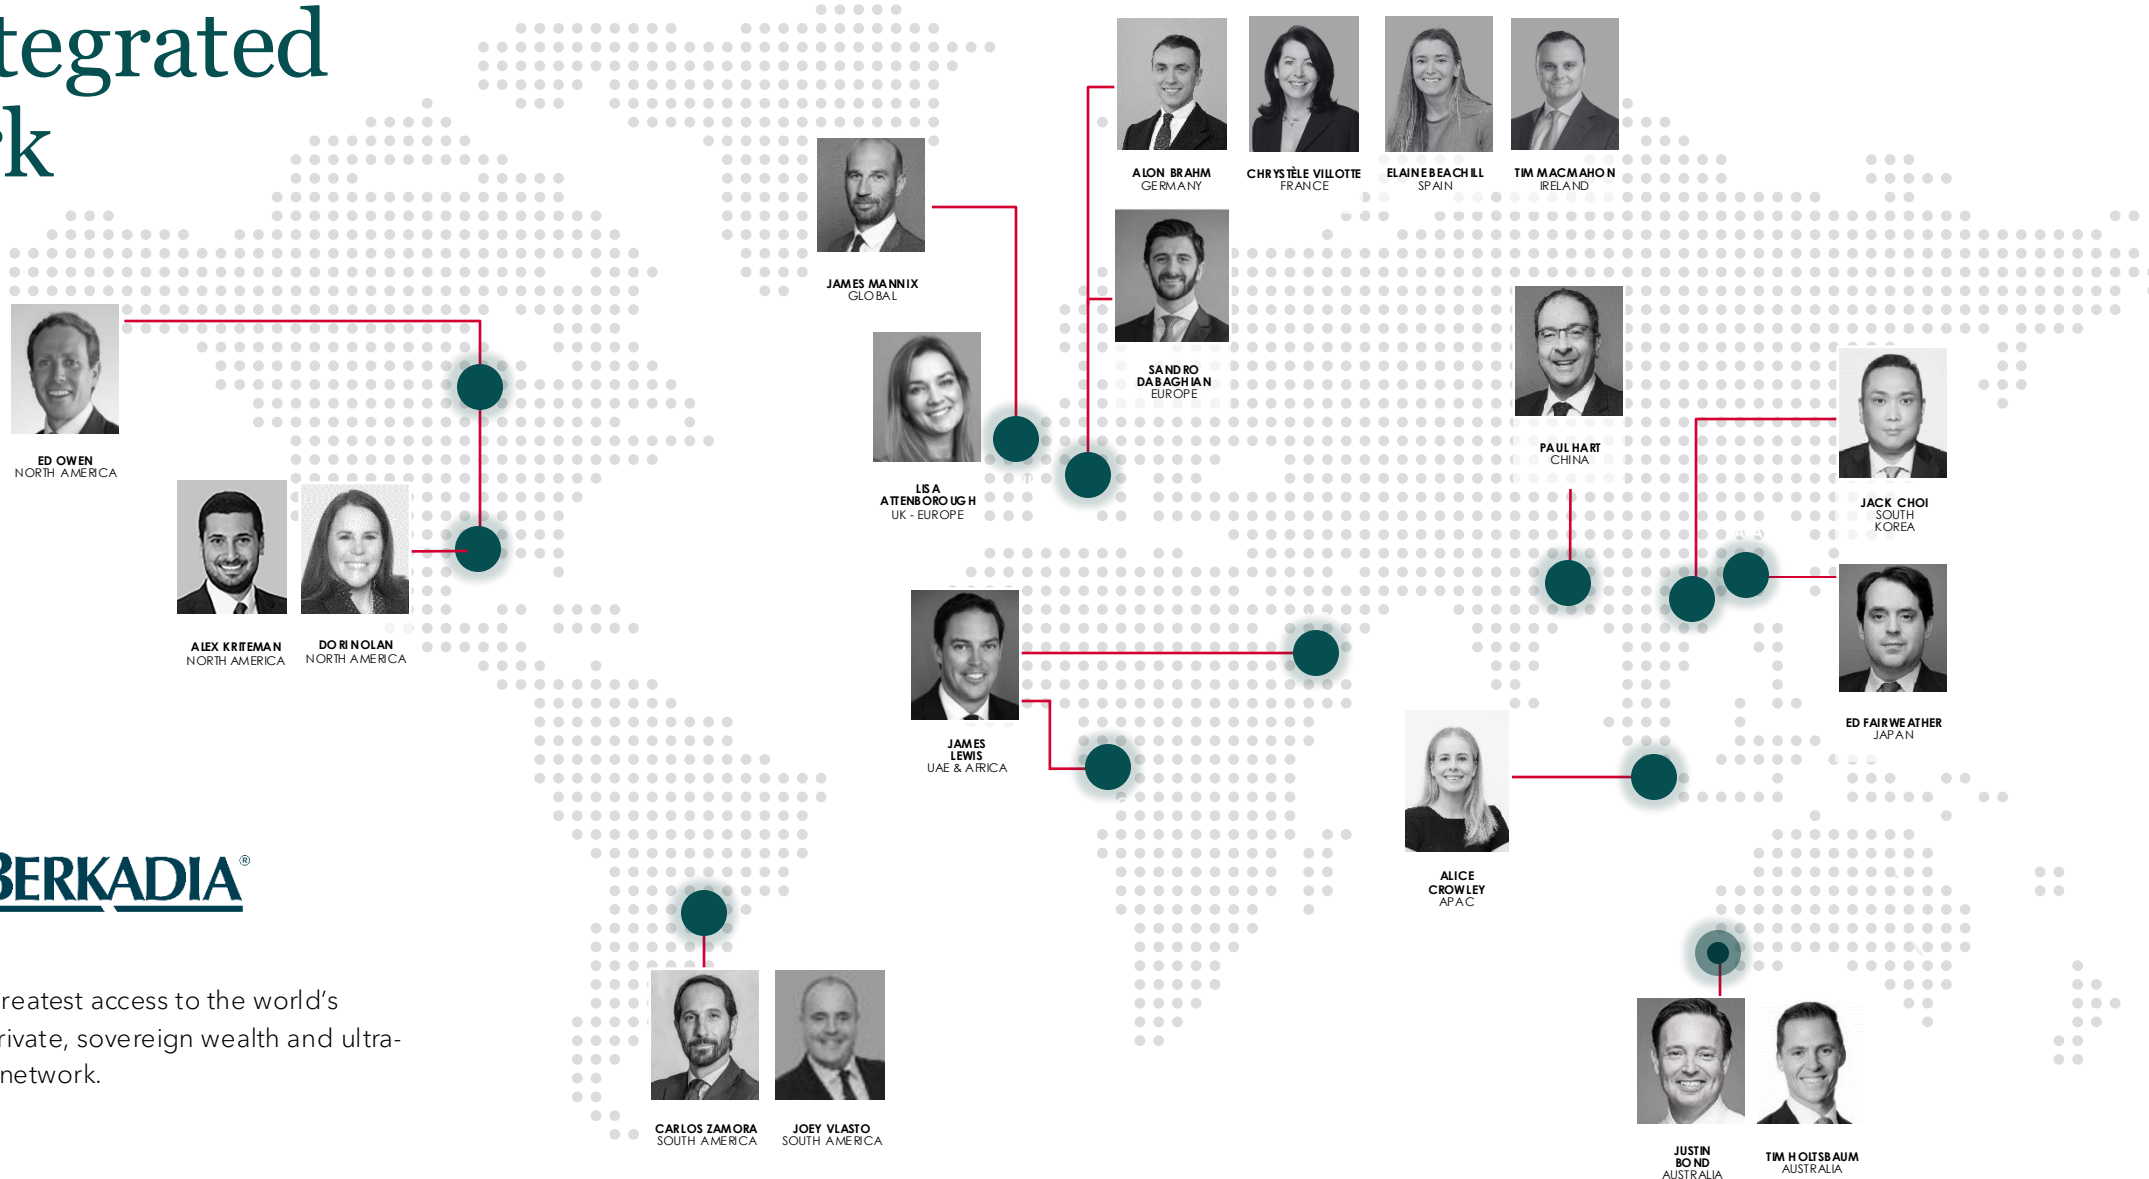 tegrated
rk
ALON BRAHM
GERMANY
CHRYSTÈLE VILLOTTE
FRANCE
ELAINE BEACHILL
SPAIN
TIM MACMAHON
IRELAND
JAMES MANNIX
GLOBAL
SANDRO
DABAGHIAN
EUROPE
ED OWEN
NORTH AMERICA
LISA
ATTENBOROUGH
UK - EUROPE
PAUL HART
CHINA
JACK CHOI
SOUTH
KOREA
ALEX KRITEMAN
NORTH AMERICA
DORI NOLAN
NORTH AMERICA
JAMES
LEWIS
UAE & AFRICA
ED FAIRWEATHER
JAPAN
ALICE
CROWLEY
APAC
BERKADIA®
reatest access to the world's
rivate, sovereign wealth and ultra-
network.
CARLOS ZAMORA
SOUTH AMERICA
JOEY VLASTO
SOUTH AMERICA
JUSTIN
BOND
AUSTRALIA
TIM HOLTSBAUM
AUSTRALIA